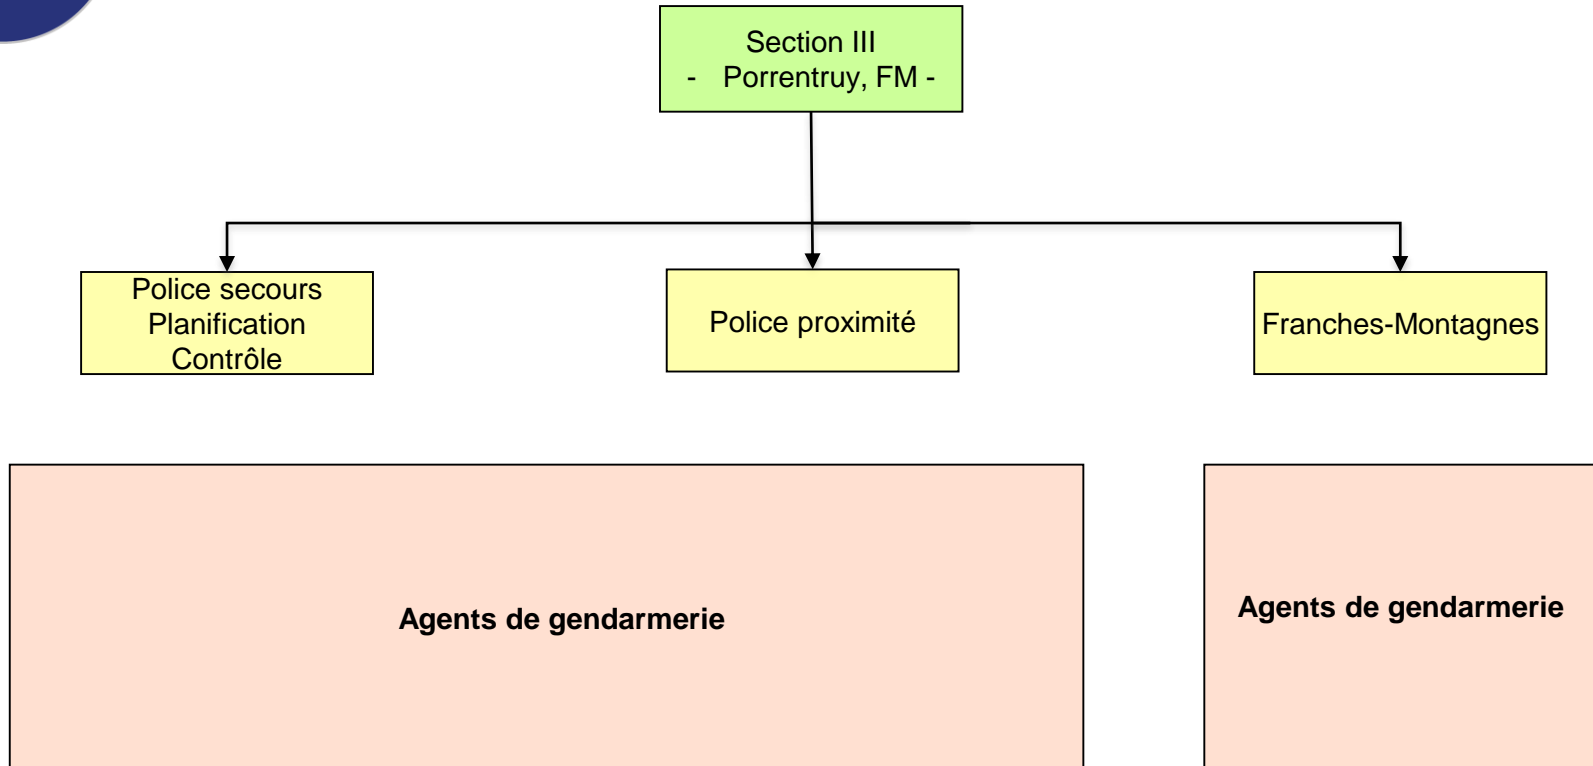 Section III
- Porrentruy, FM -
Police secours
Planification
Contrôle
Police proximité
Franches-Montagnes
Agents de gendarmerie
Agents de gendarmerie